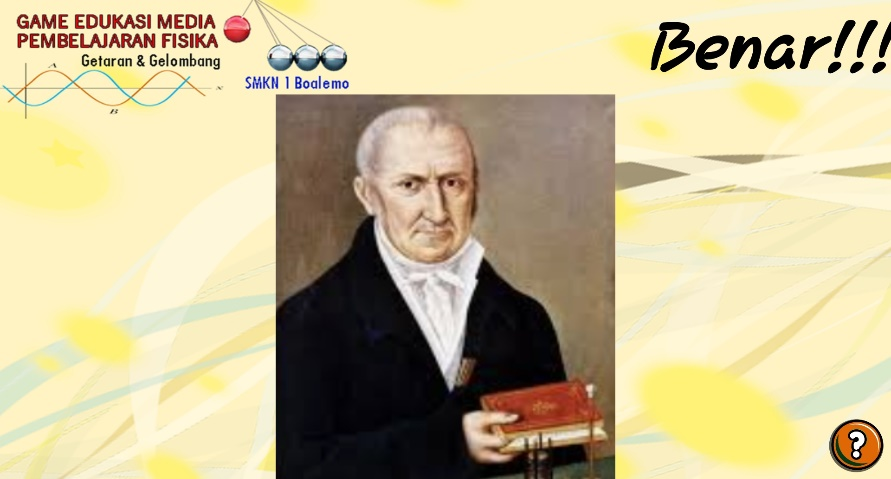 GAME EDUKASI MEDIA
PEMBELAJARAN FISIKA
Getaran & Gelombang
SMKN 1 Boalemo
A
B
N
Benar!!!
?